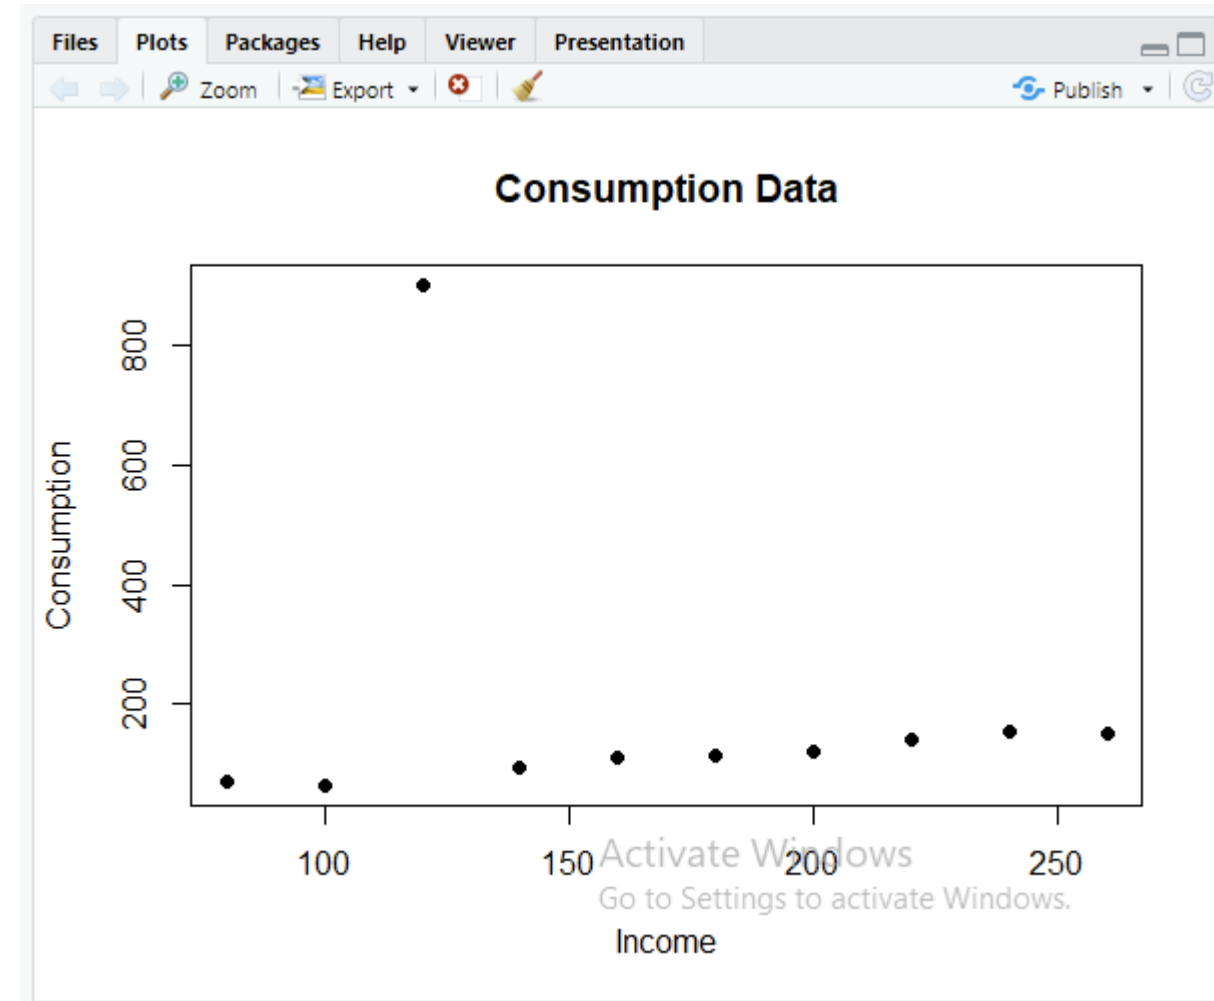 Files Plots Packages Help Viewer Presentation
Zoom Export Publish
Consumption Data
Consumption
800
600
400
200
100 150 200 250
Activate Windows
Go to Settings to activate Windows.
Income